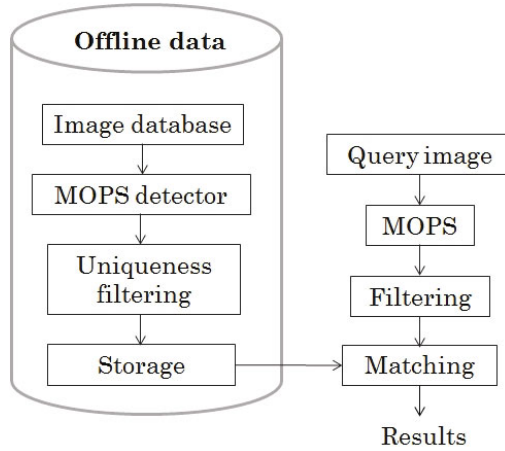 Offline data
Image database
MOPS detector
Uniqueness
filtering
Storage
Query image
MOPS
Filtering
Matching
Results